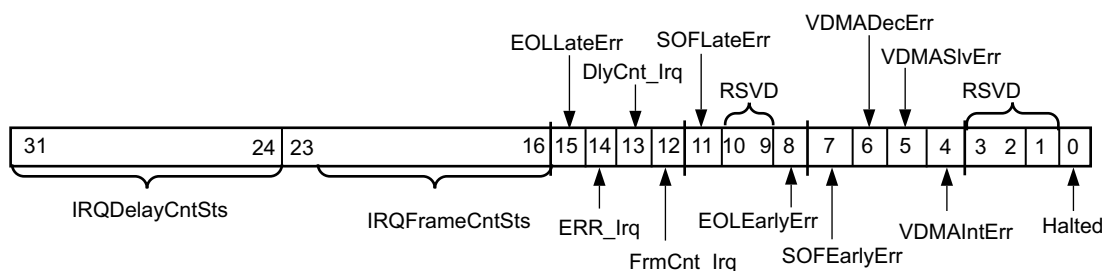 VDMADecErr
EOLLateErr SOFLateErr VDMASlvErr
DlyCnt_Irq RSVD RSVD
31 24 23 16 15 14 13 12 11 10 9 8 7 6 5 4 3 2 1 0
IRQDelayCntSts IRQFrameCntSts ERR_Irq EOLEarlyErr VDMAIntErr Halted
FrmCnt_Irq SOFEarlyErr